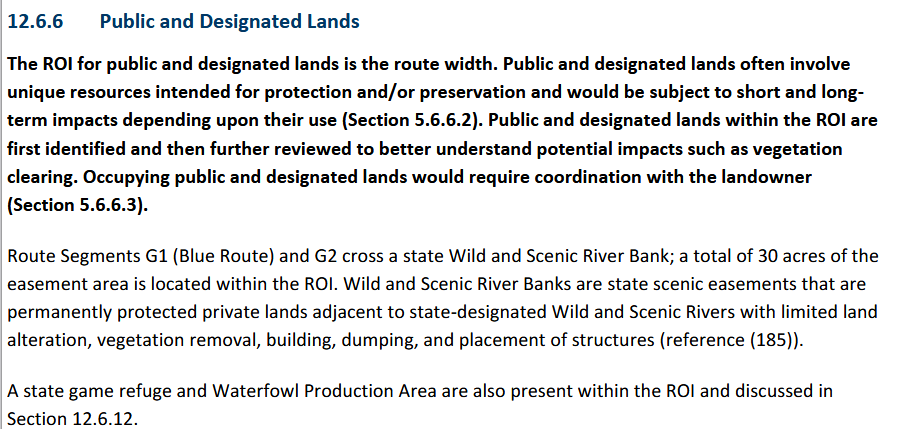 12.6.6 Public and Designated Lands
The ROI for public and designated lands is the route width. Public and designated lands often involve
unique resources intended for protection and/or preservation and would be subject to short and long-
term impacts depending upon their use (Section 5.6.6.2). Public and designated lands within the ROI are
first identified and then further reviewed to better understand potential impacts such as vegetation
clearing. Occupying public and designated lands would require coordination with the landowner
(Section 5.6.6.3).
Route Segments G1 (Blue Route) and G2 cross a state Wild and Scenic River Bank; a total of 30 acres of the
easement area is located within the ROI. Wild and Scenic River Banks are state scenic easements that are
permanently protected private lands adjacent to state-designated Wild and Scenic Rivers with limited land
alteration, vegetation removal, building, dumping, and placement of structures (reference (185)).
A state game refuge and Waterfowl Production Area are also present within the ROI and discussed in
Section 12.6.12.